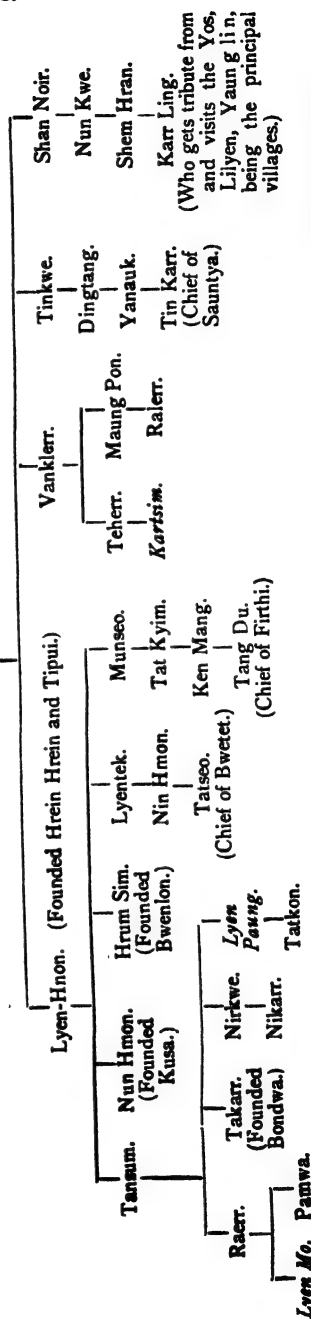 Lyen-Hnon. (Founded Hrein Hrein and Tipui.)
Vanklerr.
Tinkwe.
Shan Noir.
Tansum.
Nun Hmon.
(Founded
Kusa.)
Hrum Sim.
(Founded
Bwenlon.)
Lyentek.
Munseo.
Teherr.
Maung Pon.
Dingtang.
Nun Kwe.
Nin Hmon.
Tat Kyim.
Kartsim.
Ralerr.
Yanauk.
Shem Hran.
Tatseo.
(Chief of Bwetet.)
Ken Mang.
Tin Karr.
(Chief of
Sauntya.)
Karr Ling.
(Who gets tribute from
and visits the Yos,
Lilyen, Yaunglin,
being the principal
villages.)
Tang Du.
(Chief of Firthi.)
Raerr.
Takarr.
(Founded
Bondwa.)
Nirkwe.
Lyen
Paung.
Nikarr.
Tatkon.
Lyen Mo.
Pamwa.